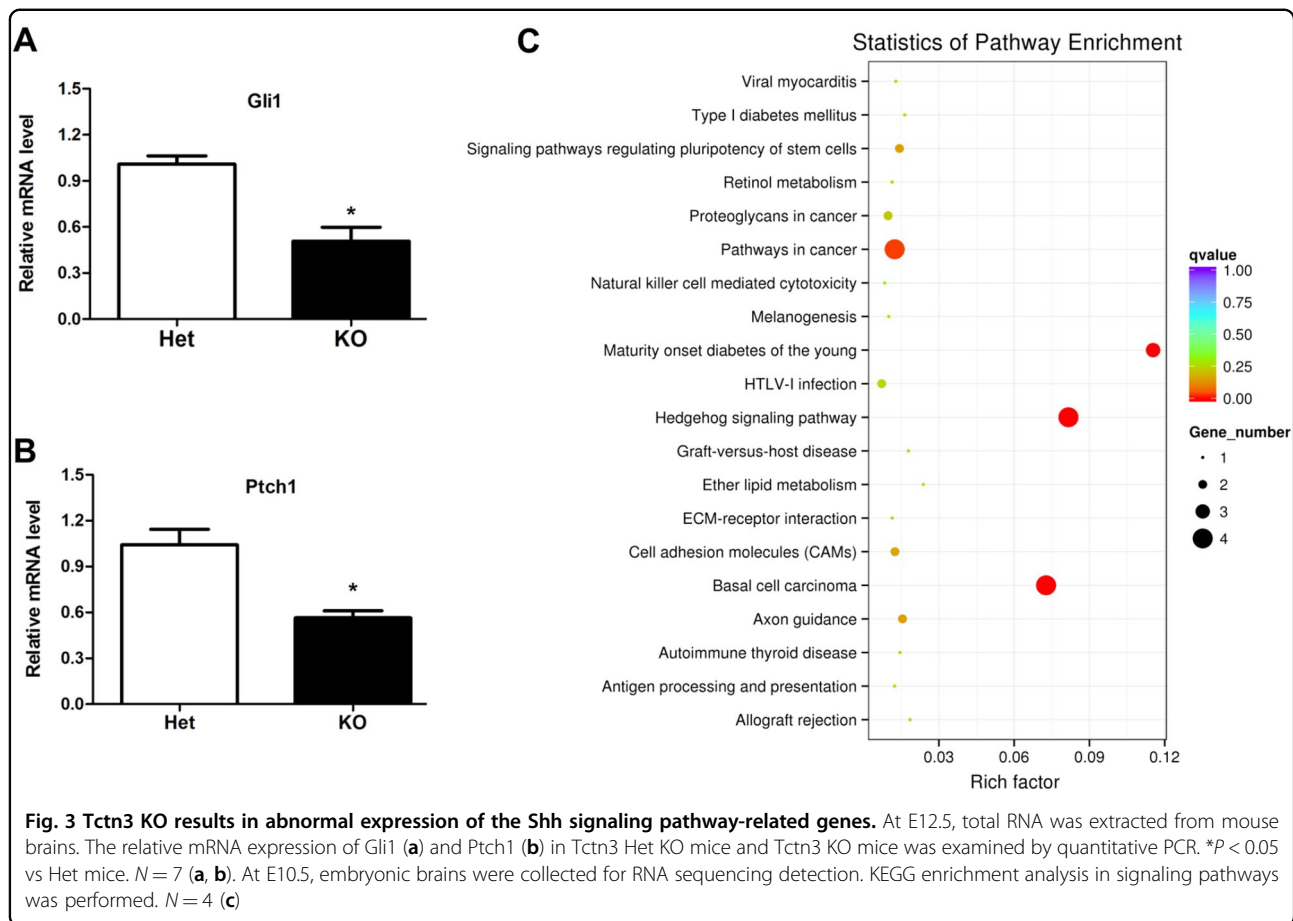 A
Gli1
Relative mRNA level
1.5
1.2
0.9
0.6
0.3
0.0
*
Het
KO
B
Ptch1
Relative mRNA level
1.5
1.2
0.9
0.6
0.3
0.0
*
Het
KO
C
Statistics of Pathway Enrichment
Viral myocarditis
Type I diabetes mellitus
Signaling pathways regulating pluripotency of stem cells
Retinol metabolism
Proteoglycans in cancer
Pathways in cancer
Natural killer cell mediated cytotoxicity
Melanogenesis
Maturity onset diabetes of the young
HTLV-I infection
Hedgehog signaling pathway
Graft-versus-host disease
Ether lipid metabolism
ECM-receptor interaction
Cell adhesion molecules (CAMs)
Basal cell carcinoma
Axon guidance
Autoimmune thyroid disease
Antigen processing and presentation
Allograft rejection
0.03
0.06
0.09
0.12
Rich factor
qvalue
1.00
0.75
0.50
0.25
0.00
Gene_number
1
2
3
4
Fig. 3 Tctn3 KO results in abnormal expression of the Shh signaling pathway-related genes. At E12.5, total RNA was extracted from mouse
brains. The relative mRNA expression of Gli1 (a) and Ptch1 (b) in Tctn3 Het KO mice and Tctn3 KO mice was examined by quantitative PCR. *P < 0.05
vs Het mice. N = 7 (a, b). At E10.5, embryonic brains were collected for RNA sequencing detection. KEGG enrichment analysis in signaling pathways
was performed. N = 4 (c)